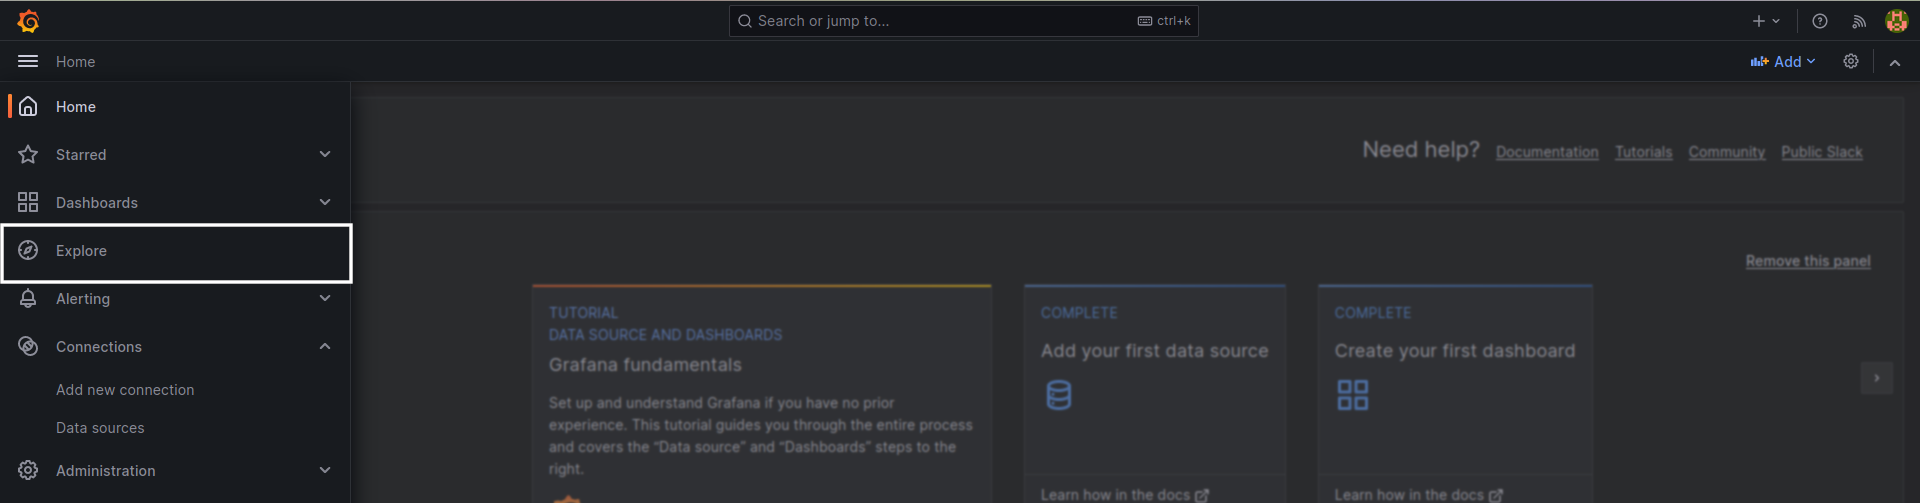 Search or jump to...
ctrl+k
Home
Add
Home
Starred
Dashboards
Explore
Alerting
Connections
Add new connection
Data sources
Administration
Need help?
Documentation
Tutorials
Community
Public Slack
Remove this panel
TUTORIAL
DATA SOURCE AND DASHBOARDS
Grafana fundamentals
Set up and understand Grafana if you have no prior
experience. This tutorial guides you through the entire process
and covers the “Data source” and “Dashboards” steps to the
right.
COMPLETE
Add your first data source
Learn how in the docs
COMPLETE
Create your first dashboard
Learn how in the docs